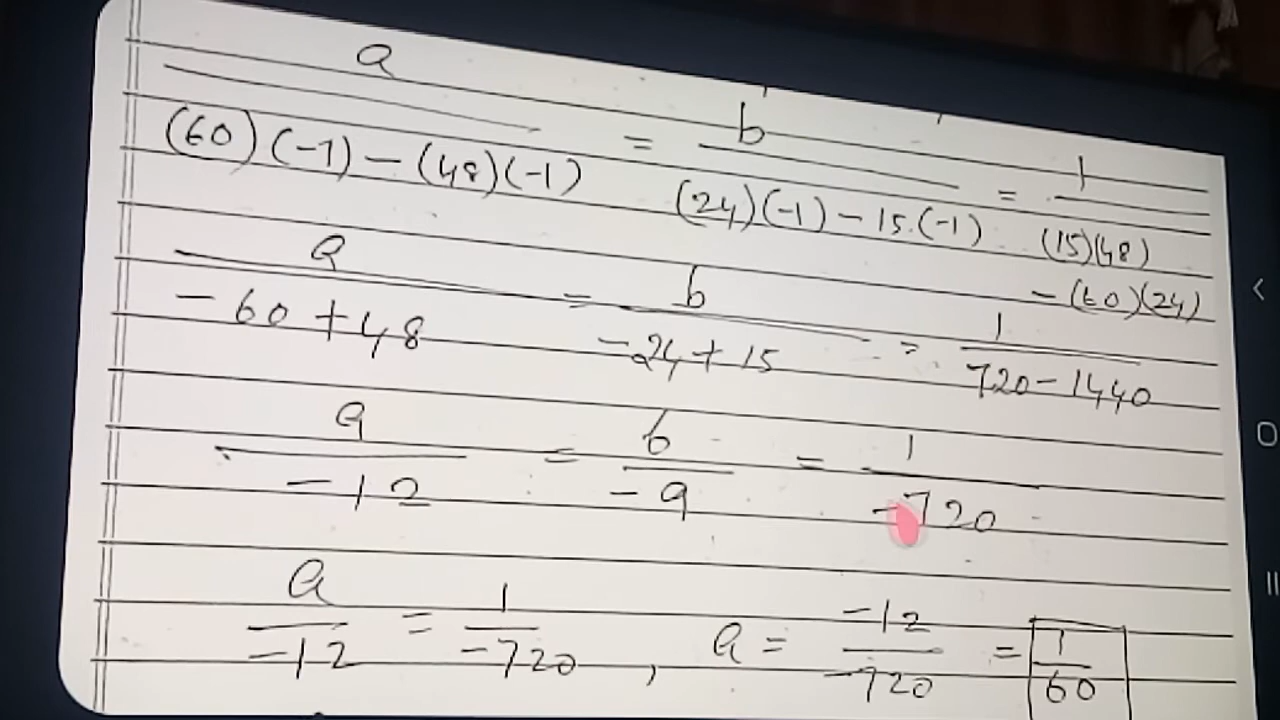 a / (60)(-1) - (48)(-1) = b / (24)(-1) - 15.(-1) = 1 / (15)(48) - (60)(24)
a / -60 + 48 = b / -24 + 15 = 1 / 720 - 1440
a / -12 = b / -9 = 1 / -720
a / -12 = 1 / -720 , a = -12 / -720 = 1 / 60